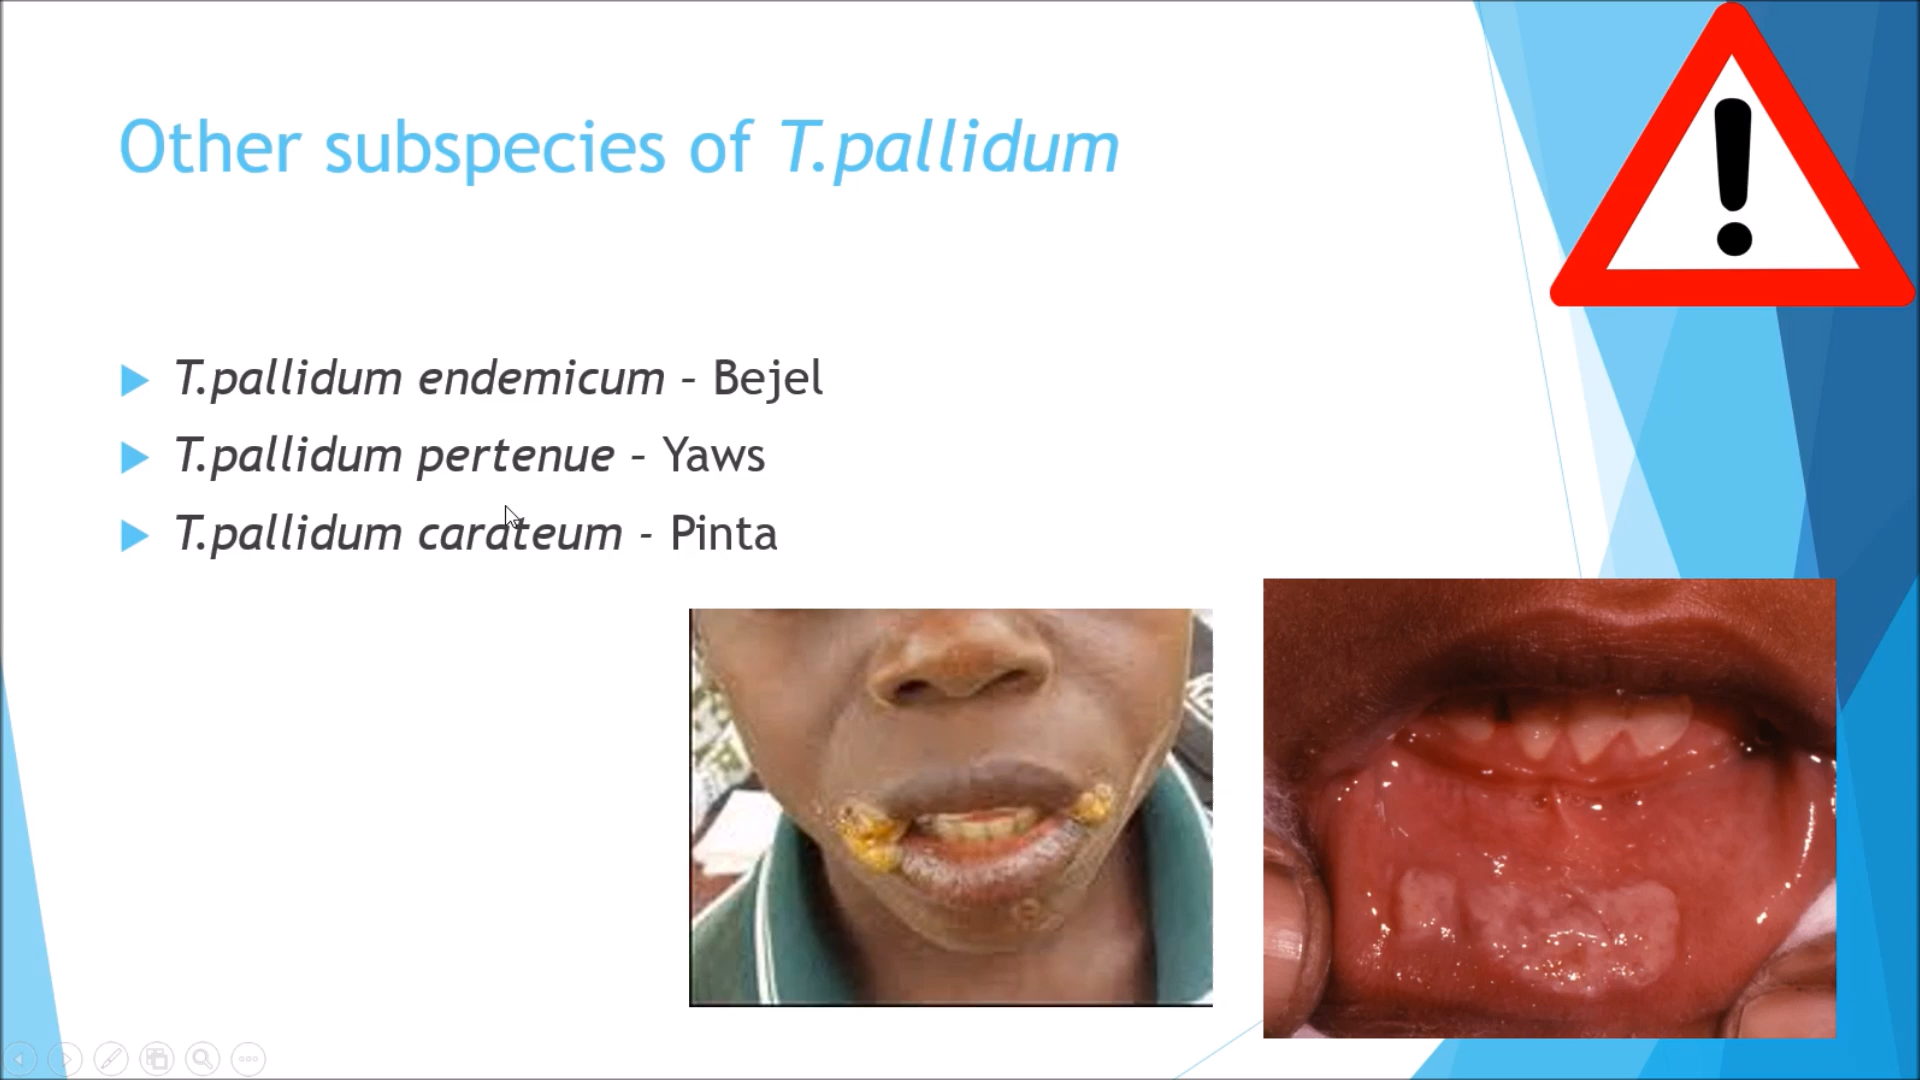 Other subspecies of T.pallidum
T.pallidum endemicum – Bejel
T.pallidum pertenue – Yaws
T.pallidum carateum - Pinta